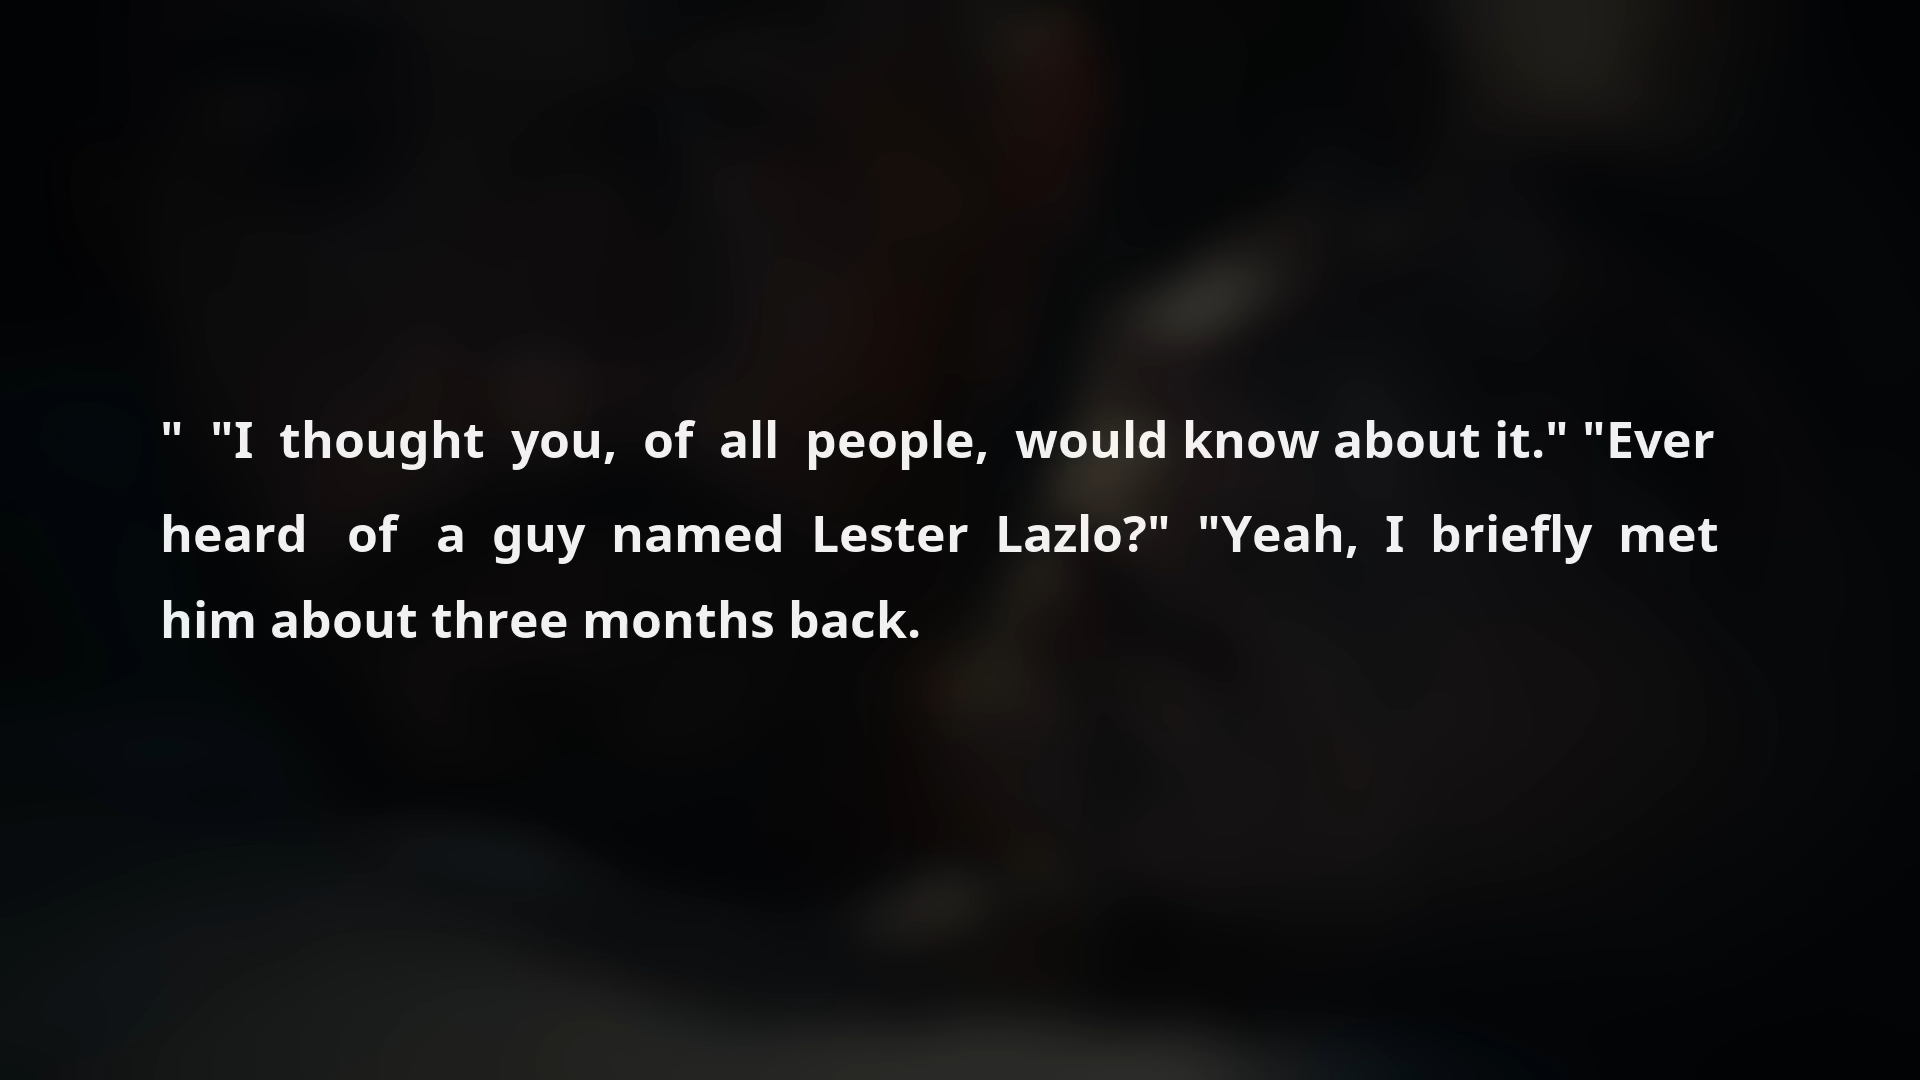 " "I thought you, of all people, would know about it." "Ever
heard of a guy named Lester Lazlo?" "Yeah, I briefly met
him about three months back.